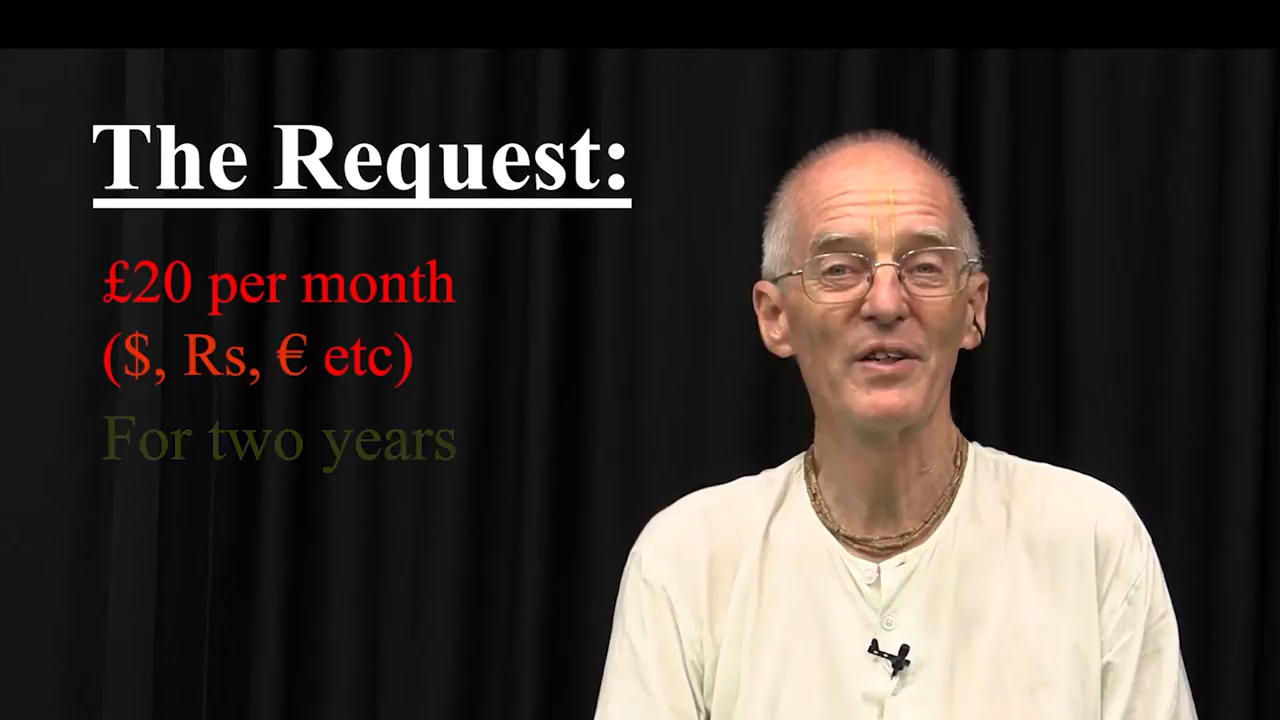 The Request:
£20 per month
($, Rs, € etc)
For two years